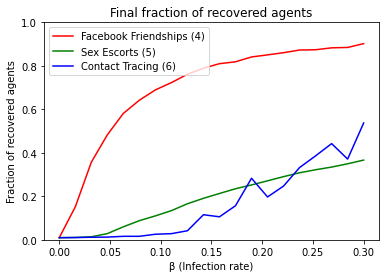 Final fraction of recovered agents
Fraction of recovered agents
1.0
0.8
0.6
0.4
0.2
0.0
Facebook Friendships (4)
Sex Escorts (5)
Contact Tracing (6)
0.00 0.05 0.10 0.15 0.20 0.25 0.30
β (Infection rate)